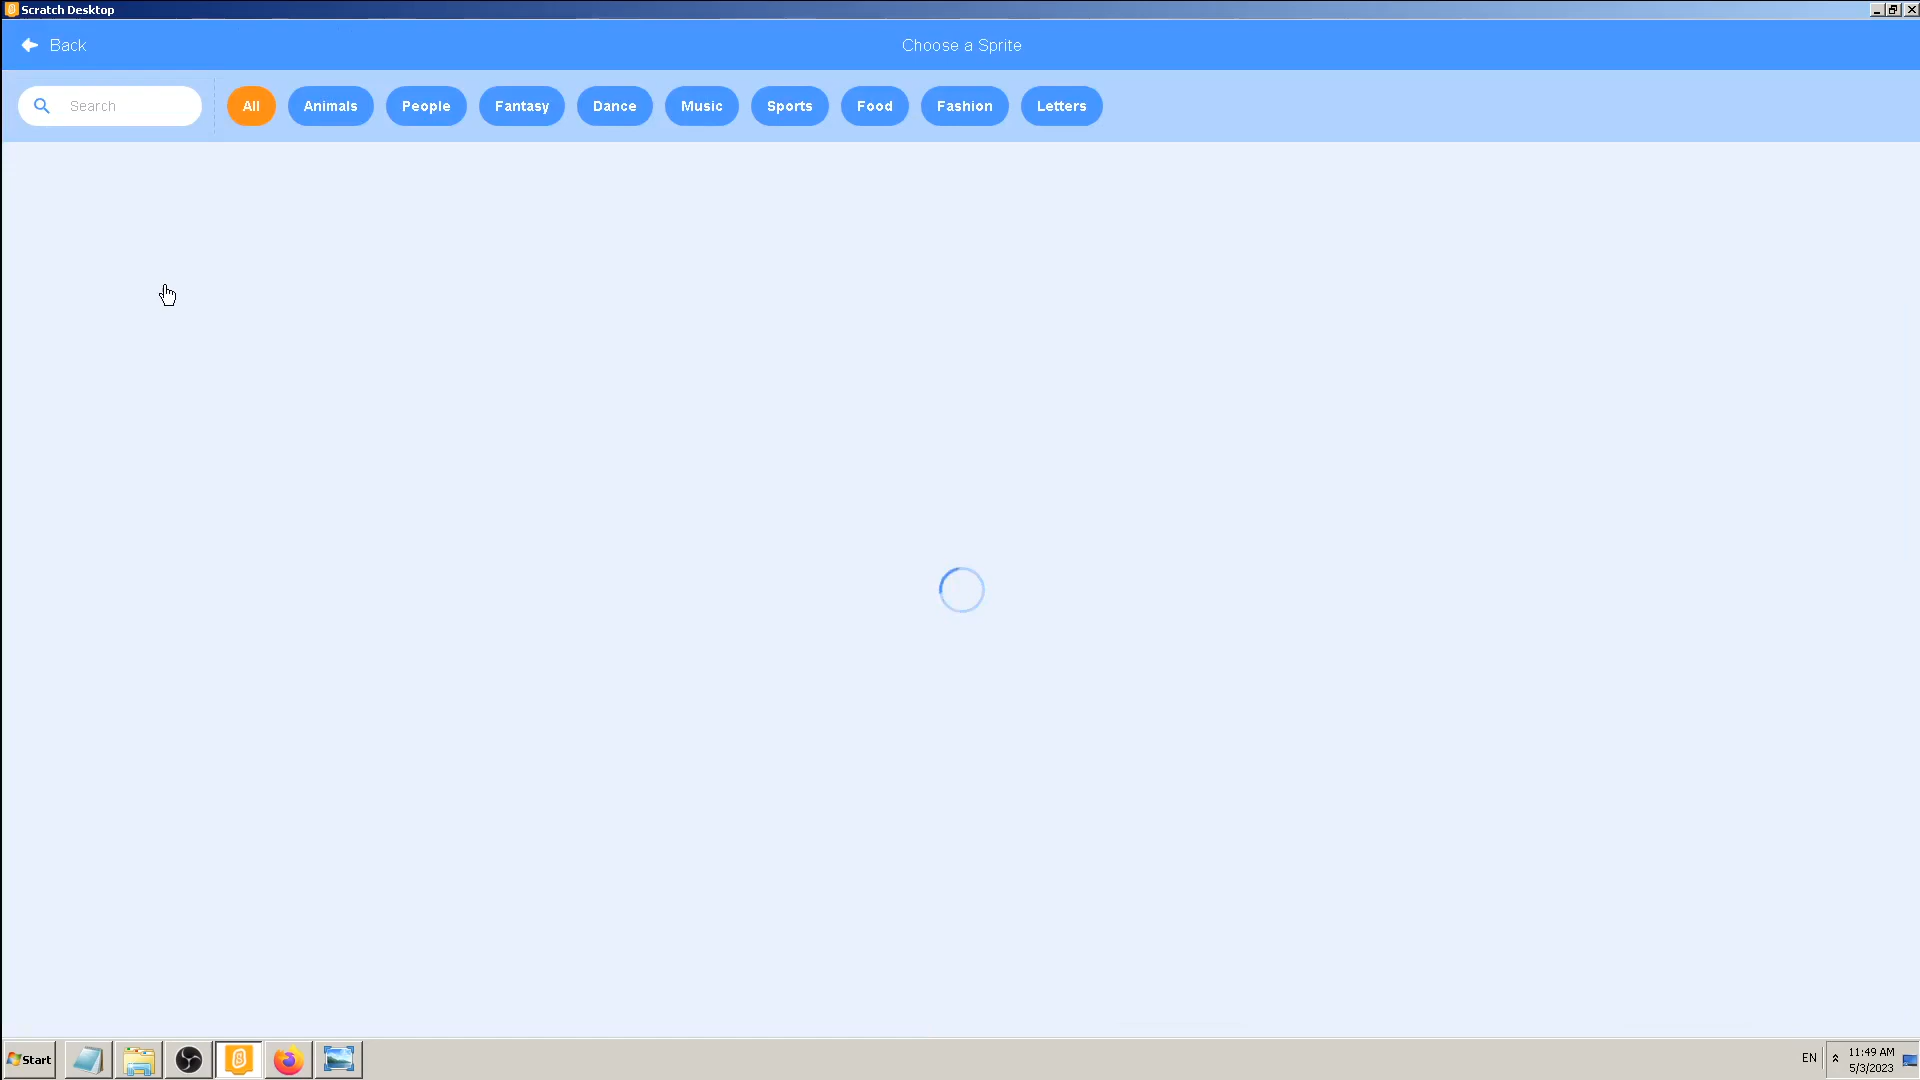 Scratch Desktop
Back
Choose a Sprite
Search
All
Animals
People
Fantasy
Dance
Music
Sports
Food
Fashion
Letters
Start
EN
11:49 AM
5/3/2023